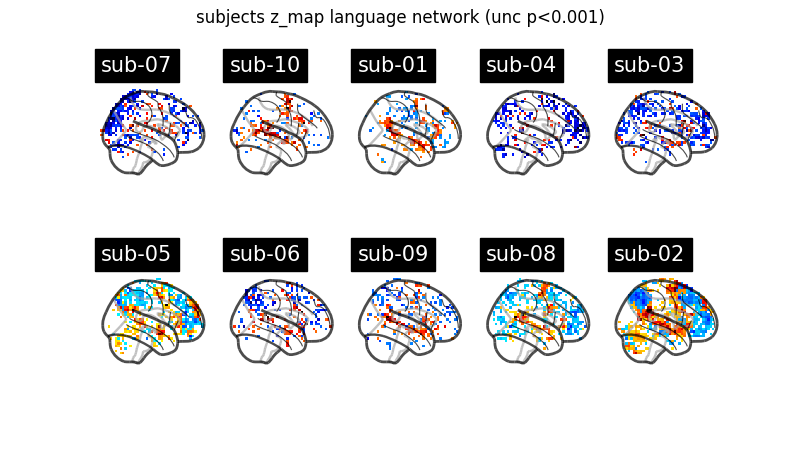 subjects z_map language network (unc p<0.001)
sub-07
sub-10
sub-01
sub-04
sub-03
sub-05
sub-06
sub-09
sub-08
sub-02